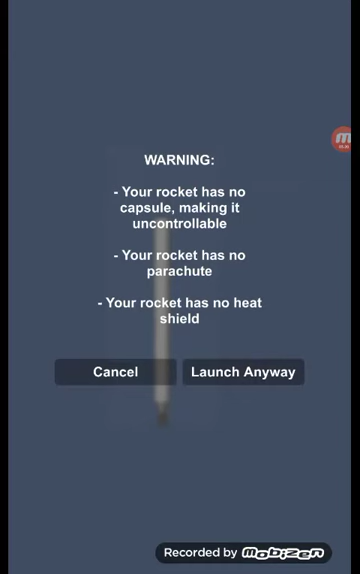 WARNING:
- Your rocket has no
capsule, making it
uncontrollable
- Your rocket has no
parachute
- Your rocket has no heat
shield
Cancel
Launch Anyway
Recorded by mobizen